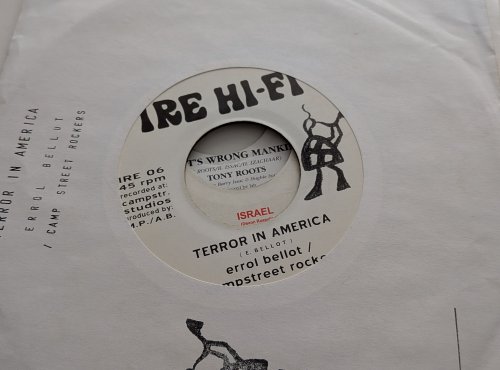 TERROR IN AMERICA
ERROL BELLOT
/ CAMP STREET ROCKERS
IRE HI-FI
IRE 06
45 rpm
recorded at:
campstr.
studios
produced by:
M.P./A.B.
T'S WRONG MANKI
TONY ROOTS
ISRAEL
TERROR IN AMERICA
( E. BELLOT )
errol bellot /
mpstreet rocke